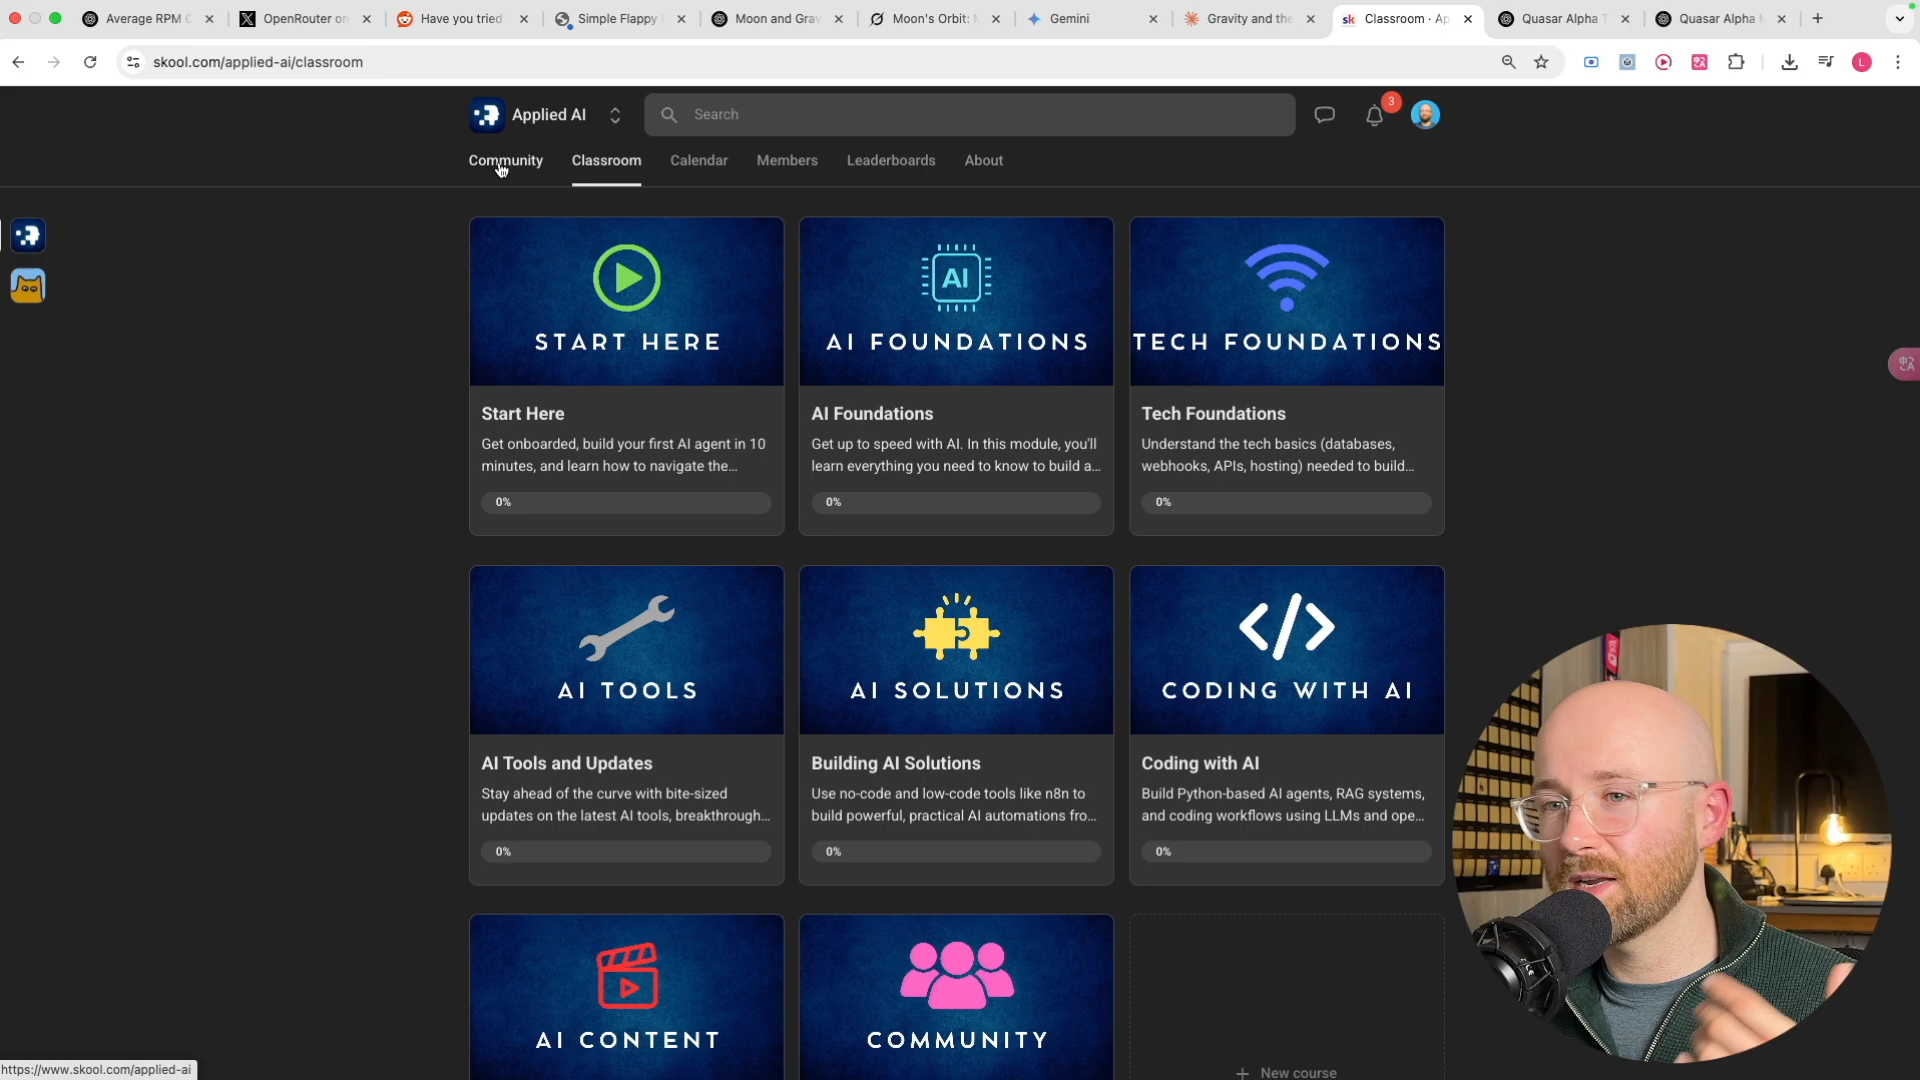 Average RPM C
OpenRouter on
Have you tried
Simple Flappy
Moon and Grav
Moon's Orbit:
Gemini
Gravity and the
sk Classroom · Ap
Quasar Alpha T
Quasar Alpha
skool.com/applied-ai/classroom
L
Applied AI
Search
3
Community
Classroom
Calendar
Members
Leaderboards
About
START HERE
AI
AI FOUNDATIONS
TECH FOUNDATIONS
Start Here
Get onboarded, build your first AI agent in 10
minutes, and learn how to navigate the...
0%
AI Foundations
Get up to speed with AI. In this module, you'll
learn everything you need to know to build a...
0%
Tech Foundations
Understand the tech basics (databases,
webhooks, APIs, hosting) needed to build...
0%
AI TOOLS
AI SOLUTIONS
CODING WITH AI
AI Tools and Updates
Stay ahead of the curve with bite-sized
updates on the latest AI tools, breakthrough...
0%
Building AI Solutions
Use no-code and low-code tools like n8n to
build powerful, practical AI automations fro...
0%
Coding with AI
Build Python-based AI agents, RAG systems,
and coding workflows using LLMs and ope...
0%
AI CONTENT
COMMUNITY
+ New course
https://www.skool.com/applied-ai